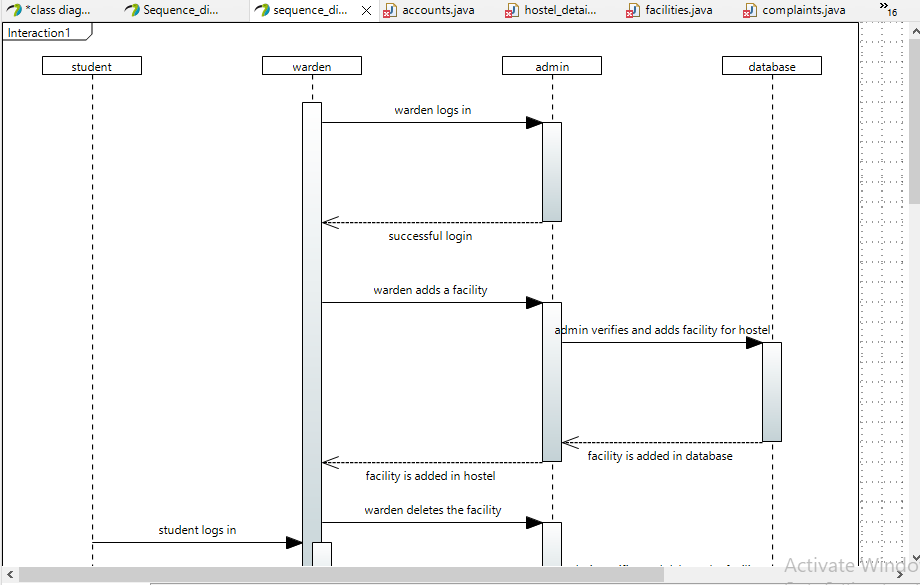 *class diag...
Sequence_di...
sequence_di...
accounts.java
hostel_detai...
facilities.java
complaints.java
»16
Interaction1
student
warden
admin
database
warden logs in
successful login
warden adds a facility
admin verifies and adds facility for hostel
facility is added in database
facility is added in hostel
warden deletes the facility
student logs in
Activate Windo